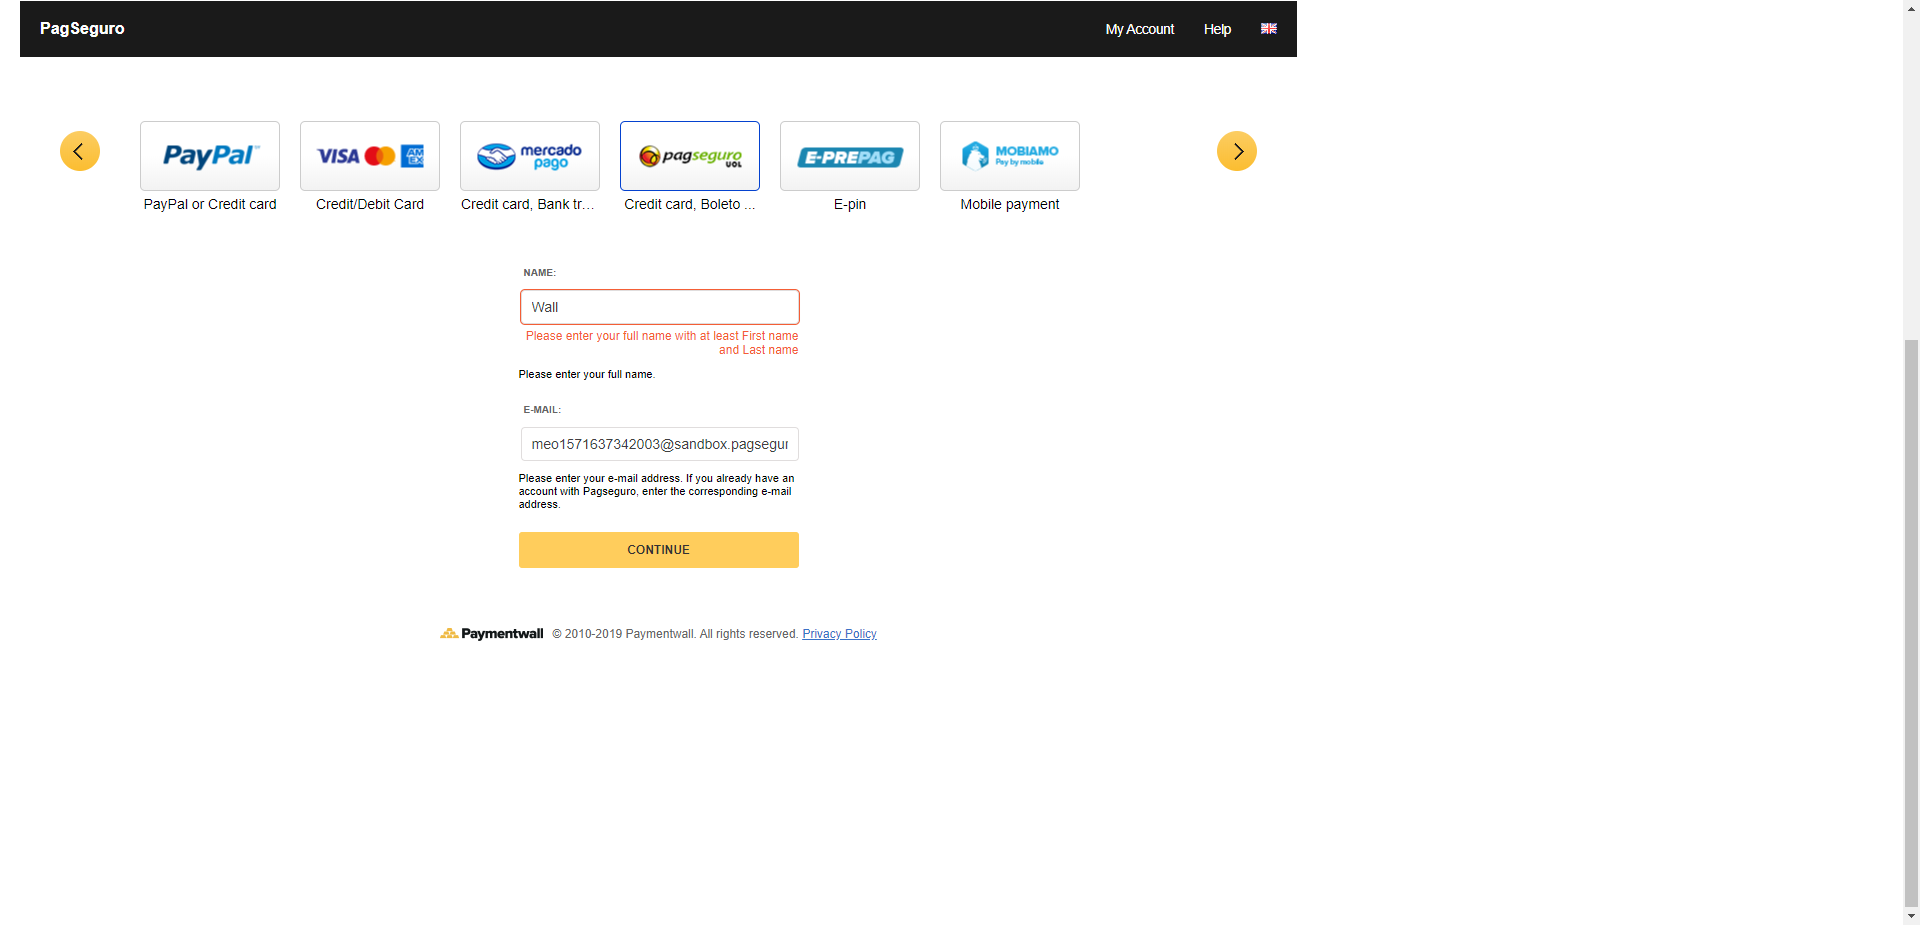 PagSeguro
My Account Help
PayPal™
VISA AMEX
mercado pago
pagseguro UOL
E-PREPAG
MOBIAMO Pay by mobile
PayPal or Credit card
Credit/Debit Card
Credit card, Bank tr...
Credit card, Boleto ...
E-pin
Mobile payment
NAME:
Wall
Please enter your full name with at least First name
and Last name
Please enter your full name.
E-MAIL:
meo1571637342003@sandbox.pagsegur
Please enter your e-mail address. If you already have an
account with Pagseguro, enter the corresponding e-mail
address.
CONTINUE
Paymentwall © 2010-2019 Paymentwall. All rights reserved. Privacy Policy